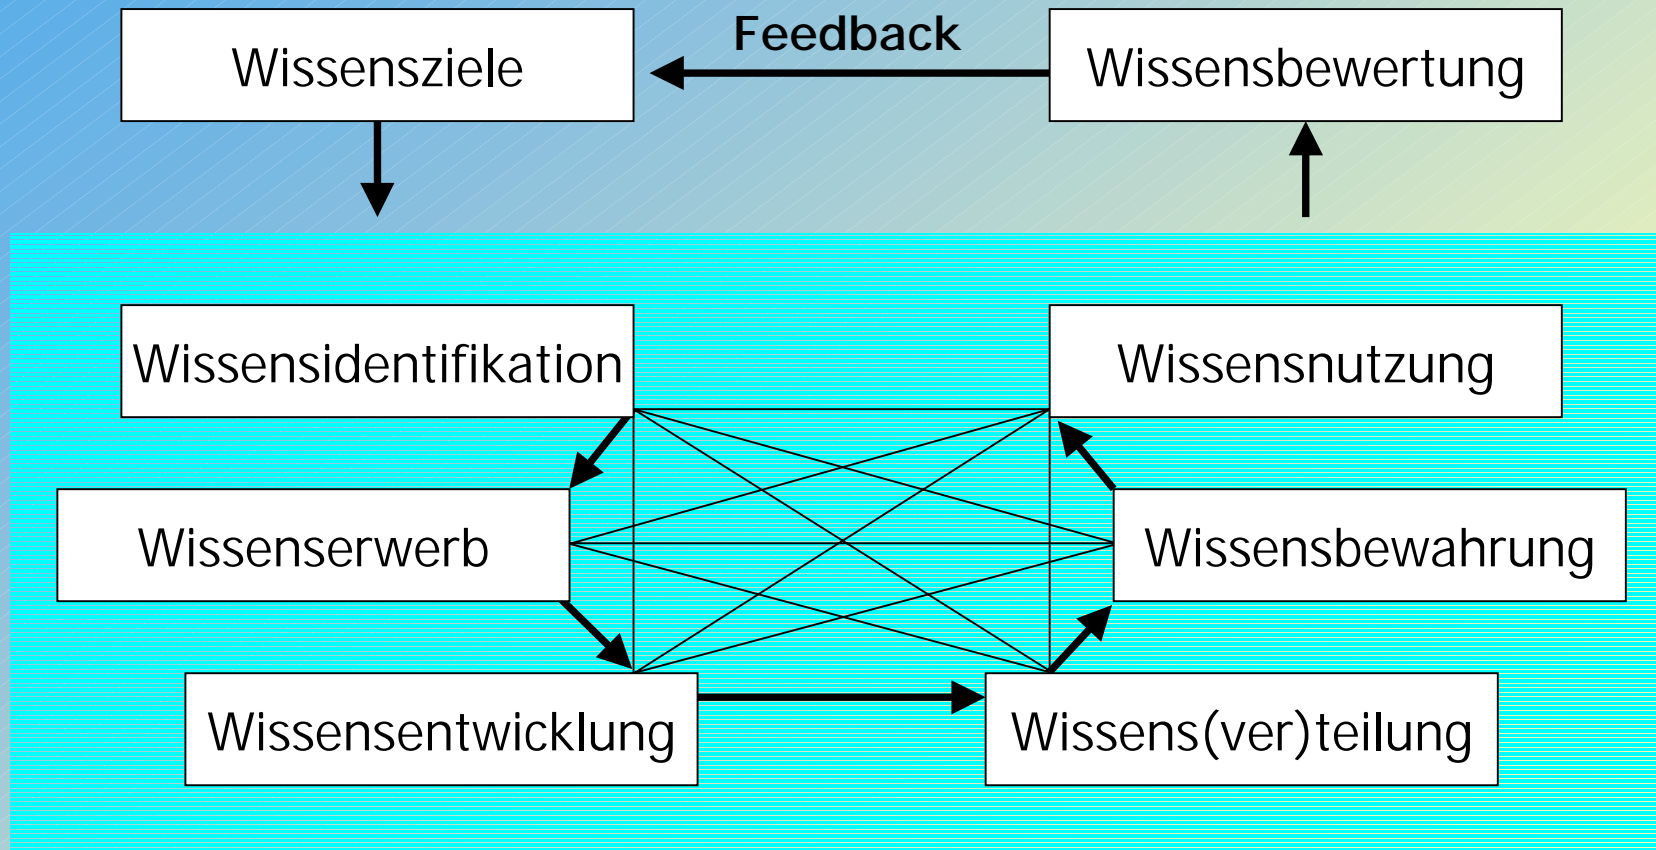 Feedback
Wissensziele
Wissensbewertung
Wissensidentifikation
Wissensnutzung
Wissenserwerb
Wissensbewahrung
Wissensentwicklung
Wissens(ver)teilung